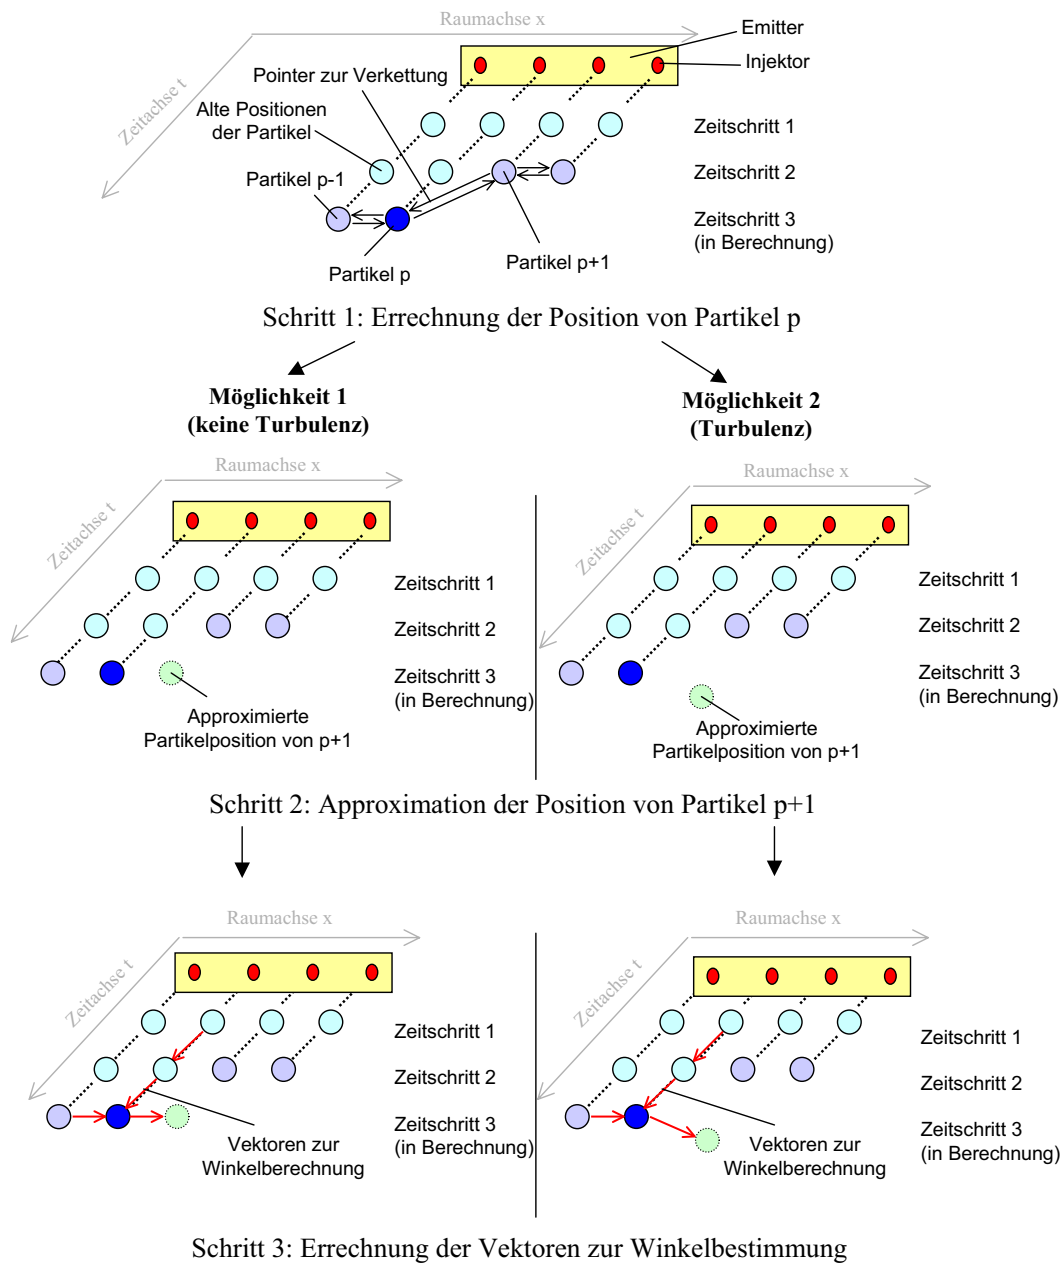 Raumachse x
Emitter
Injektor
Pointer zur Verkettung
Zeitachse t
Alte Positionen
der Partikel
Zeitschritt 1
Partikel p-1
Zeitschritt 2
Zeitschritt 3
(in Berechnung)
Partikel p+1
Partikel p
Schritt 1: Errechnung der Position von Partikel p
Möglichkeit 1
(keine Turbulenz)
Möglichkeit 2
(Turbulenz)
Raumachse x
Zeitachse t
Zeitschritt 1
Zeitschritt 2
Zeitschritt 3
(in Berechnung)
Approximierte
Partikelposition von p+1
Raumachse x
Zeitachse t
Zeitschritt 1
Zeitschritt 2
Zeitschritt 3
(in Berechnung)
Approximierte
Partikelposition von p+1
Schritt 2: Approximation der Position von Partikel p+1
Raumachse x
Zeitachse t
Zeitschritt 1
Zeitschritt 2
Zeitschritt 3
(in Berechnung)
Vektoren zur
Winkelberechnung
Raumachse x
Zeitachse t
Zeitschritt 1
Zeitschritt 2
Zeitschritt 3
(in Berechnung)
Vektoren zur
Winkelberechnung
Schritt 3: Errechnung der Vektoren zur Winkelbestimmung